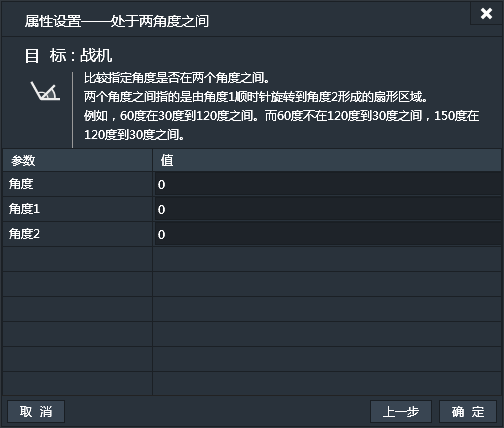 属性设置——处于两角度之间
目 标：战机
比较指定角度是否在两个角度之间。
两个角度之间指的是由角度1顺时针旋转到角度2形成的扇形区域。
例如，60度在30度到120度之间。而60度不在120度到30度之间，150度在
120度到30度之间。
参数 值
角度 0
角度1 0
角度2 0
取 消 上一步 确 定